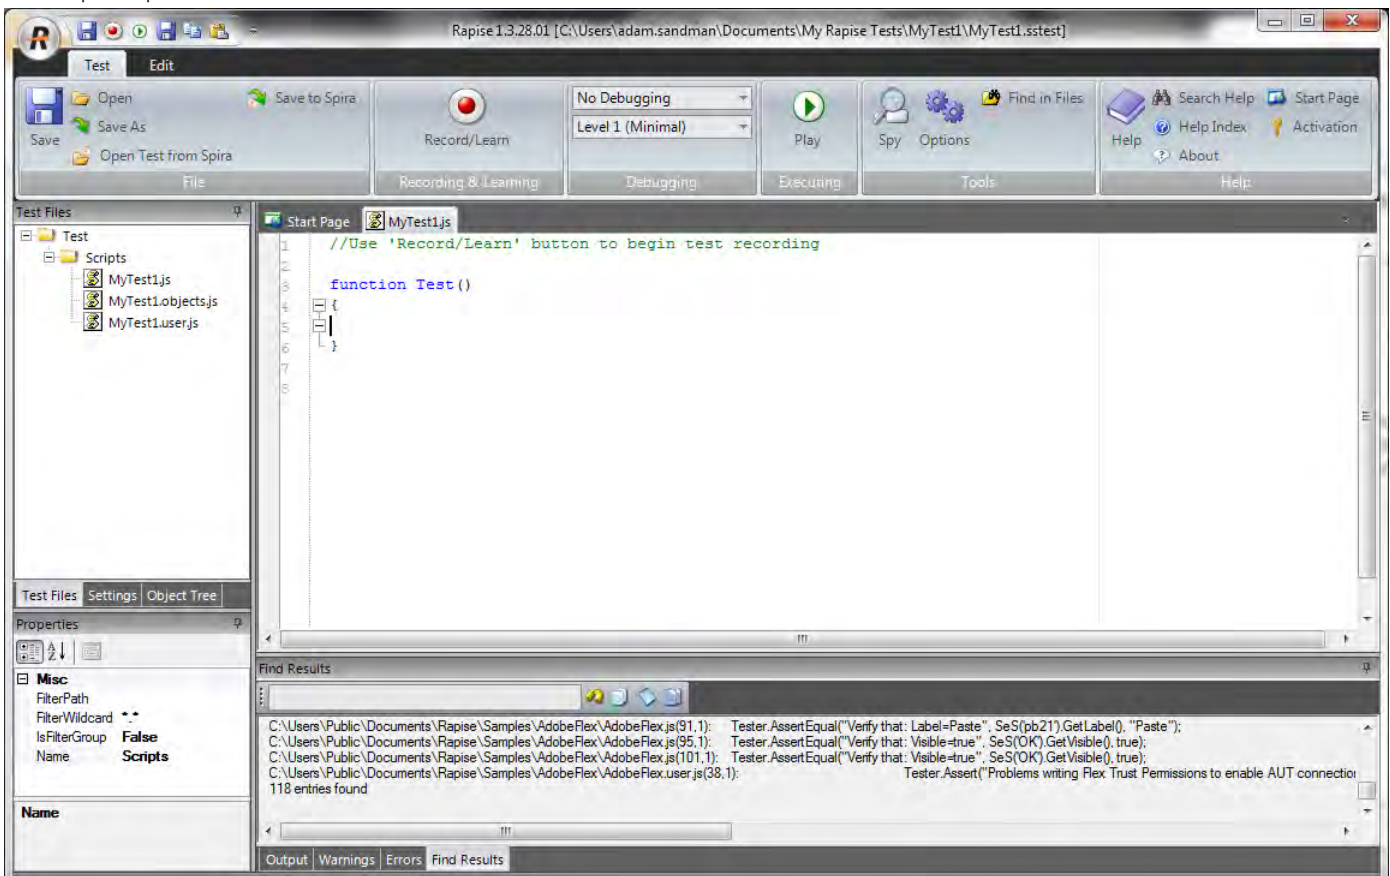 Rapise 1.3.28.01 [C:\Users\adam.sandman\Documents\My Rapise Tests\MyTest1\MyTest1.sstest]
Test Edit
Open Save to Spira No Debugging Find in Files Search Help Start Page
Save As Level 1 (Minimal) Help Index Activation
Save Record/Learn Play Spy Options Help
Open Test from Spira About
File Recording & Learning Debugging Executing Tools Help
Test Files
Start Page MyTest1.js
Test
Scripts
MyTest1.js
MyTest1.objects.js
MyTest1.user.js
1 //Use 'Record/Learn' button to begin test recording
2
3 function Test()
4 {
5
6 }
7
8
Test Files Settings Object Tree
Properties
Misc
FilterPath
FilterWildcard *.*
IsFilterGroup False
Name Scripts
Name
Find Results
C:\Users\Public\Documents\Rapise\Samples\AdobeFlex\AdobeFlex.js(91,1): Tester.AssertEqual("Verify that: Label=Paste", SeS('pb21').GetLabel(), "Paste");
C:\Users\Public\Documents\Rapise\Samples\AdobeFlex\AdobeFlex.js(95,1): Tester.AssertEqual("Verify that: Visible=true", SeS('OK').GetVisible(), true);
C:\Users\Public\Documents\Rapise\Samples\AdobeFlex\AdobeFlex.js(101,1): Tester.AssertEqual("Verify that: Visible=true", SeS('OK').GetVisible(), true);
C:\Users\Public\Documents\Rapise\Samples\AdobeFlex\AdobeFlex.user.js(38,1): Tester.Assert("Problems writing Flex Trust Permissions to enable AUT connection
118 entries found
Output Warnings Errors Find Results